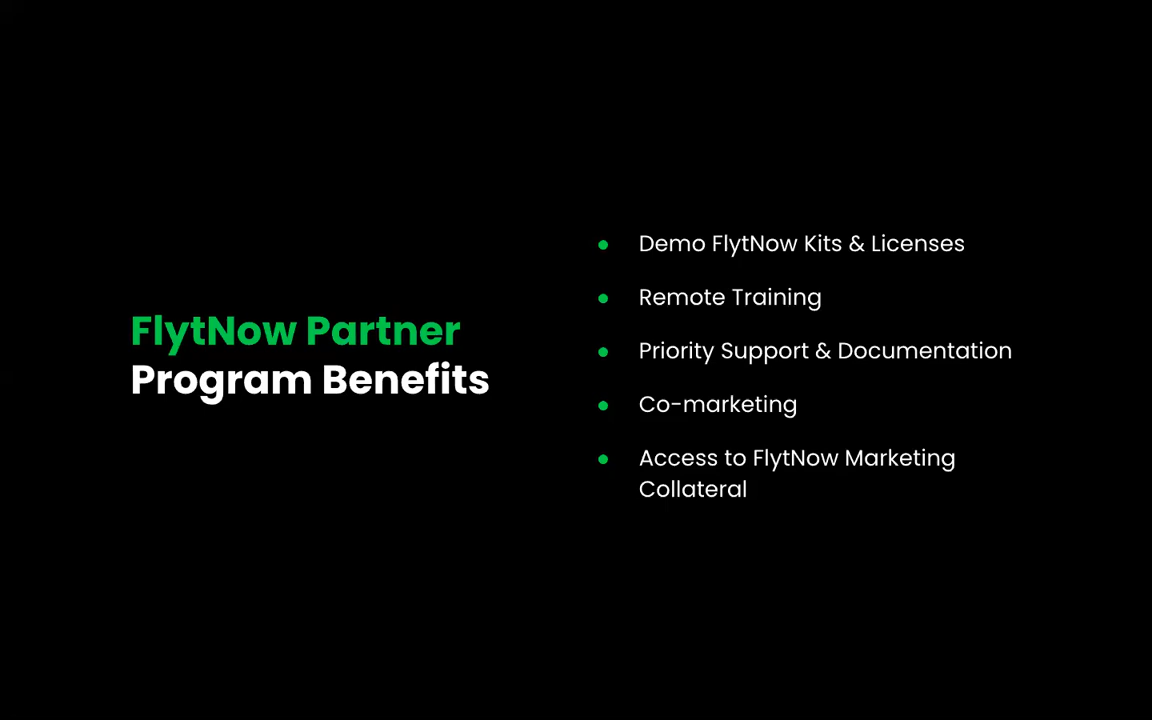 FlytNow Partner
Program Benefits
Demo FlytNow Kits & Licenses
Remote Training
Priority Support & Documentation
Co-marketing
Access to FlytNow Marketing
Collateral